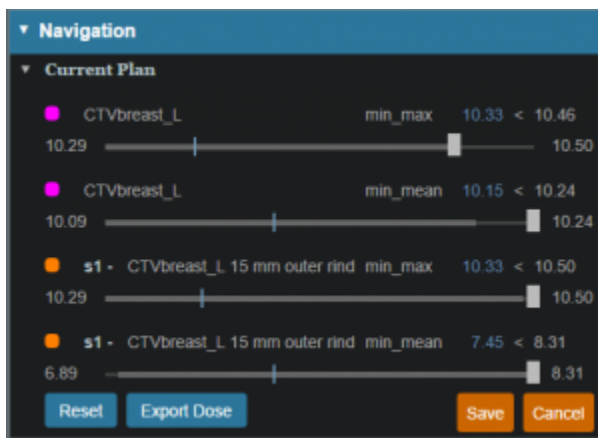 Navigation
Current Plan
CTVbreast_L min_max 10.33 < 10.46
10.29 10.50
CTVbreast_L min_mean 10.15 < 10.24
10.09 10.24
s1 - CTVbreast_L 15 mm outer rind min_max 10.33 < 10.50
10.29 10.50
s1 - CTVbreast_L 15 mm outer rind min_mean 7.45 < 8.31
6.89 8.31
Reset Export Dose Save Cancel